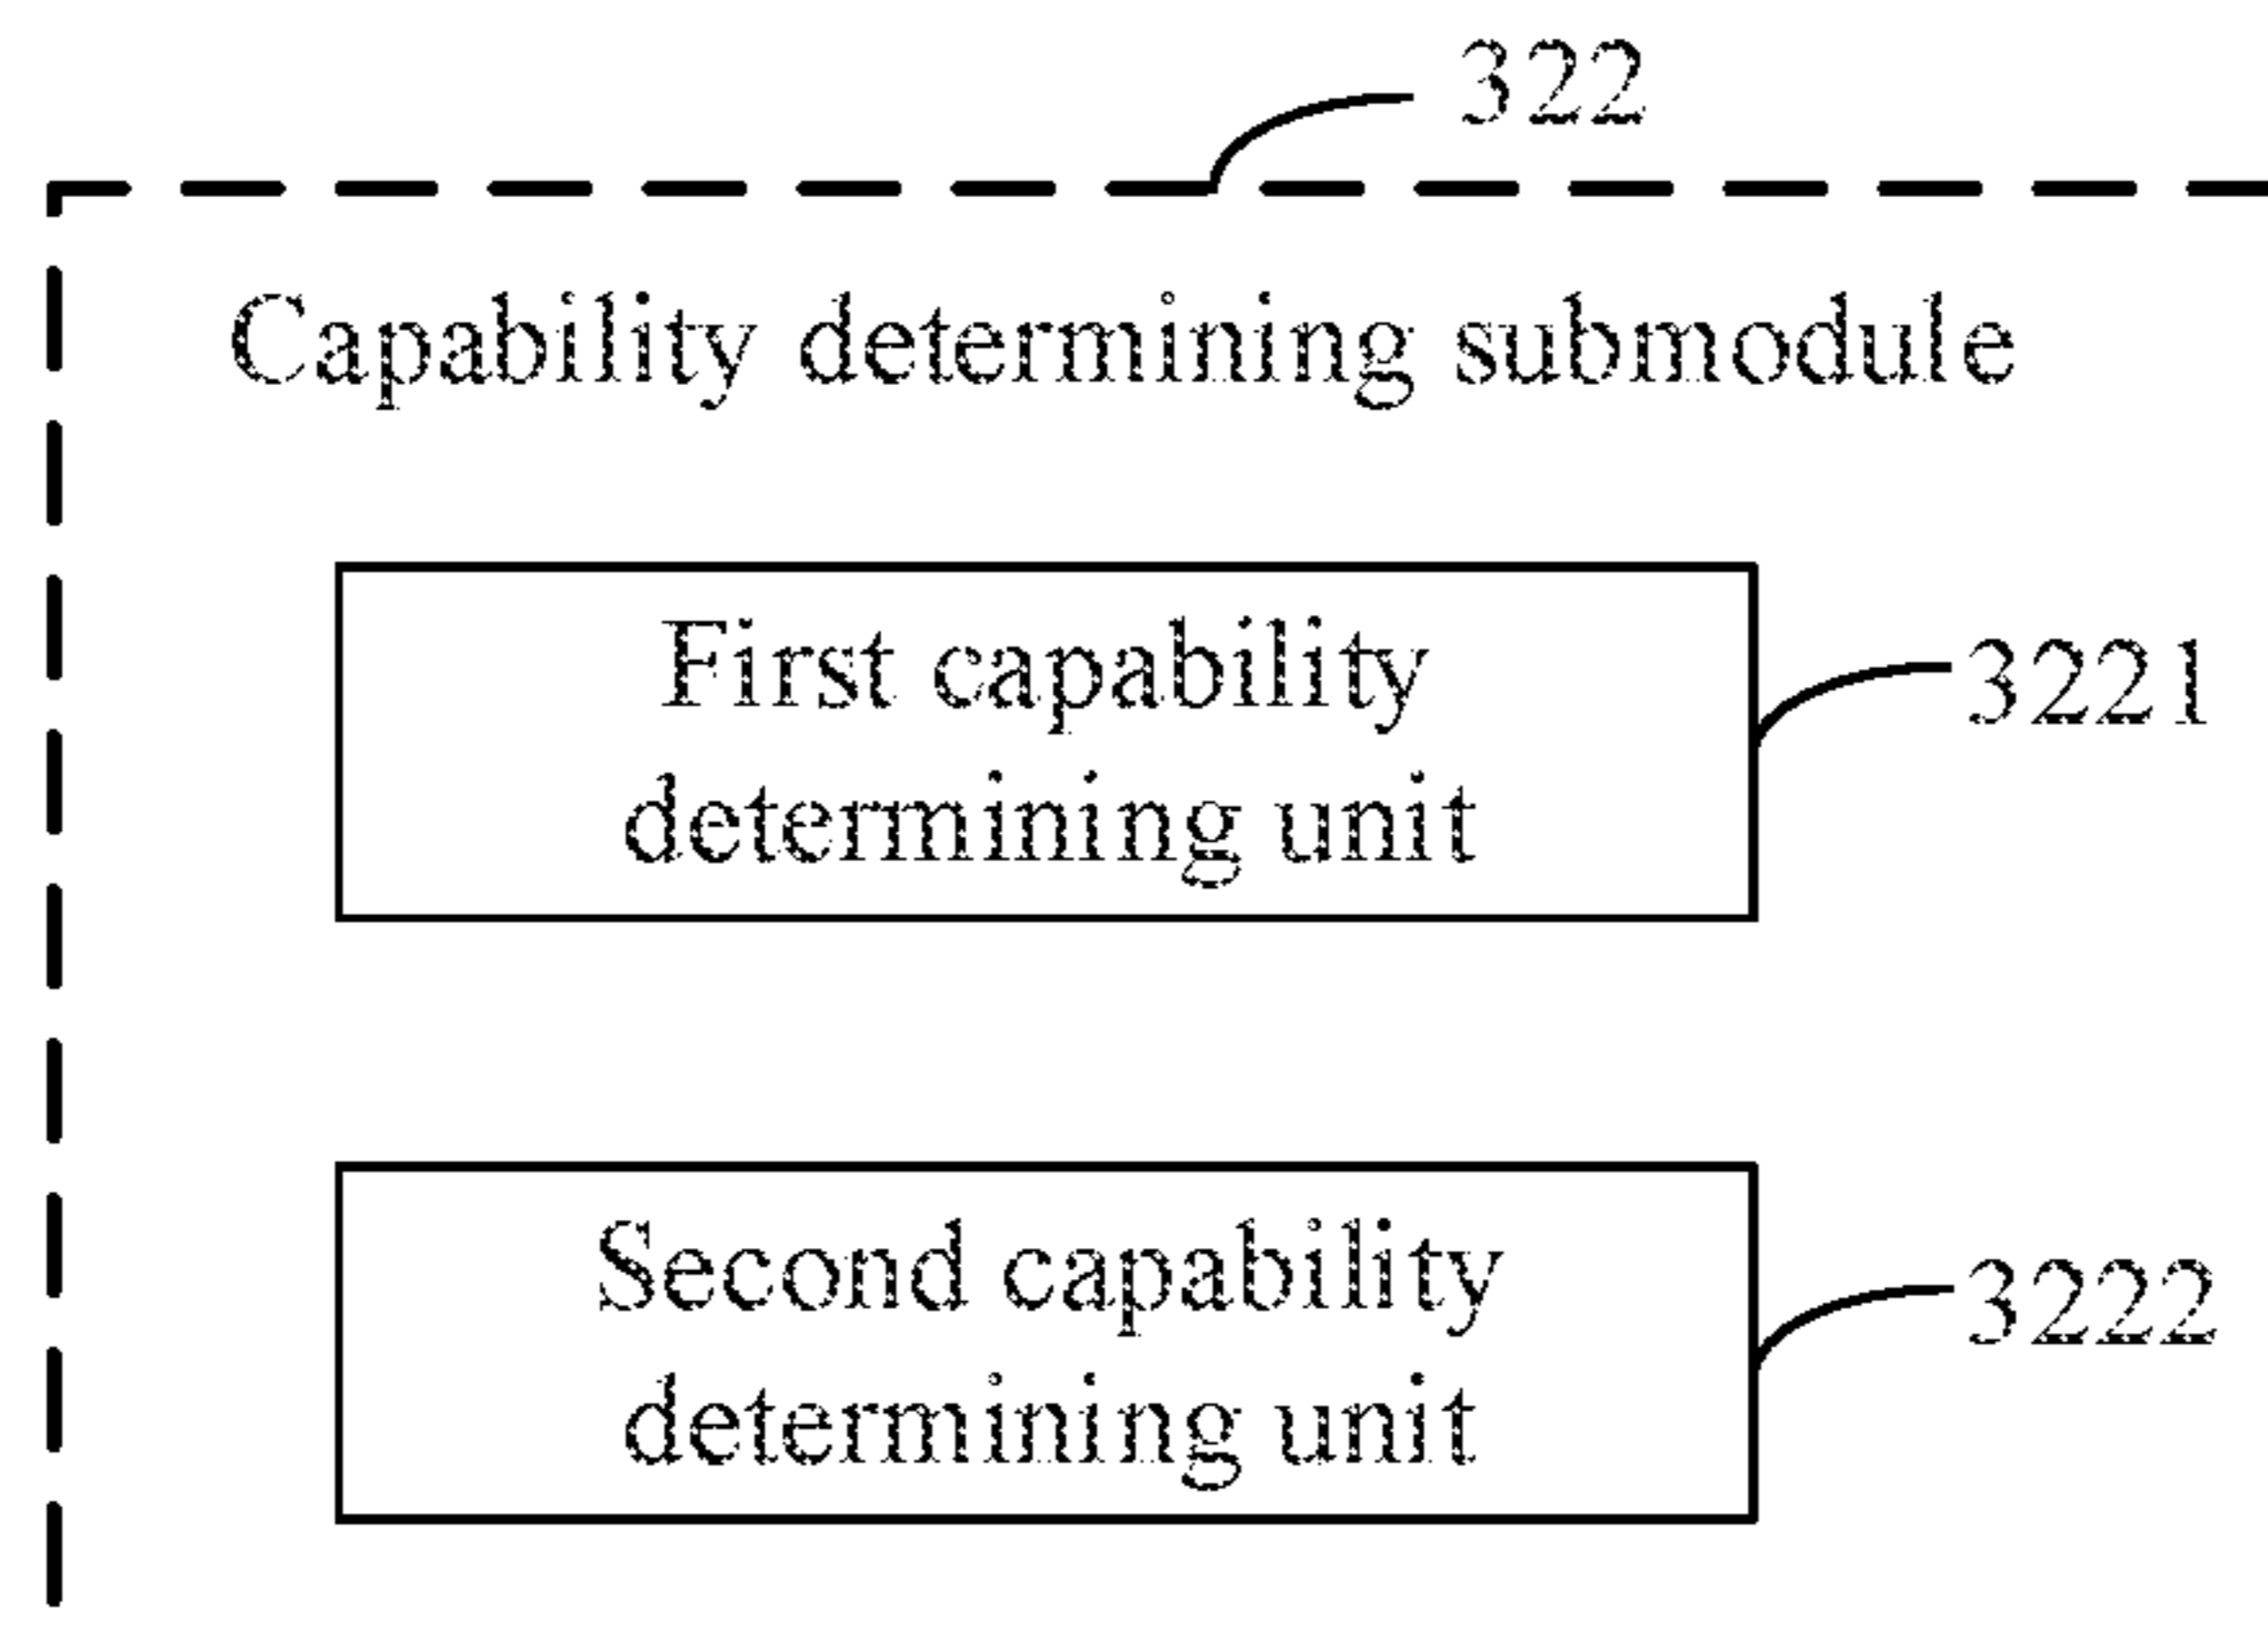 322
Capability determining submodule
First capability
determining unit
3221
Second capability
determining unit
3222